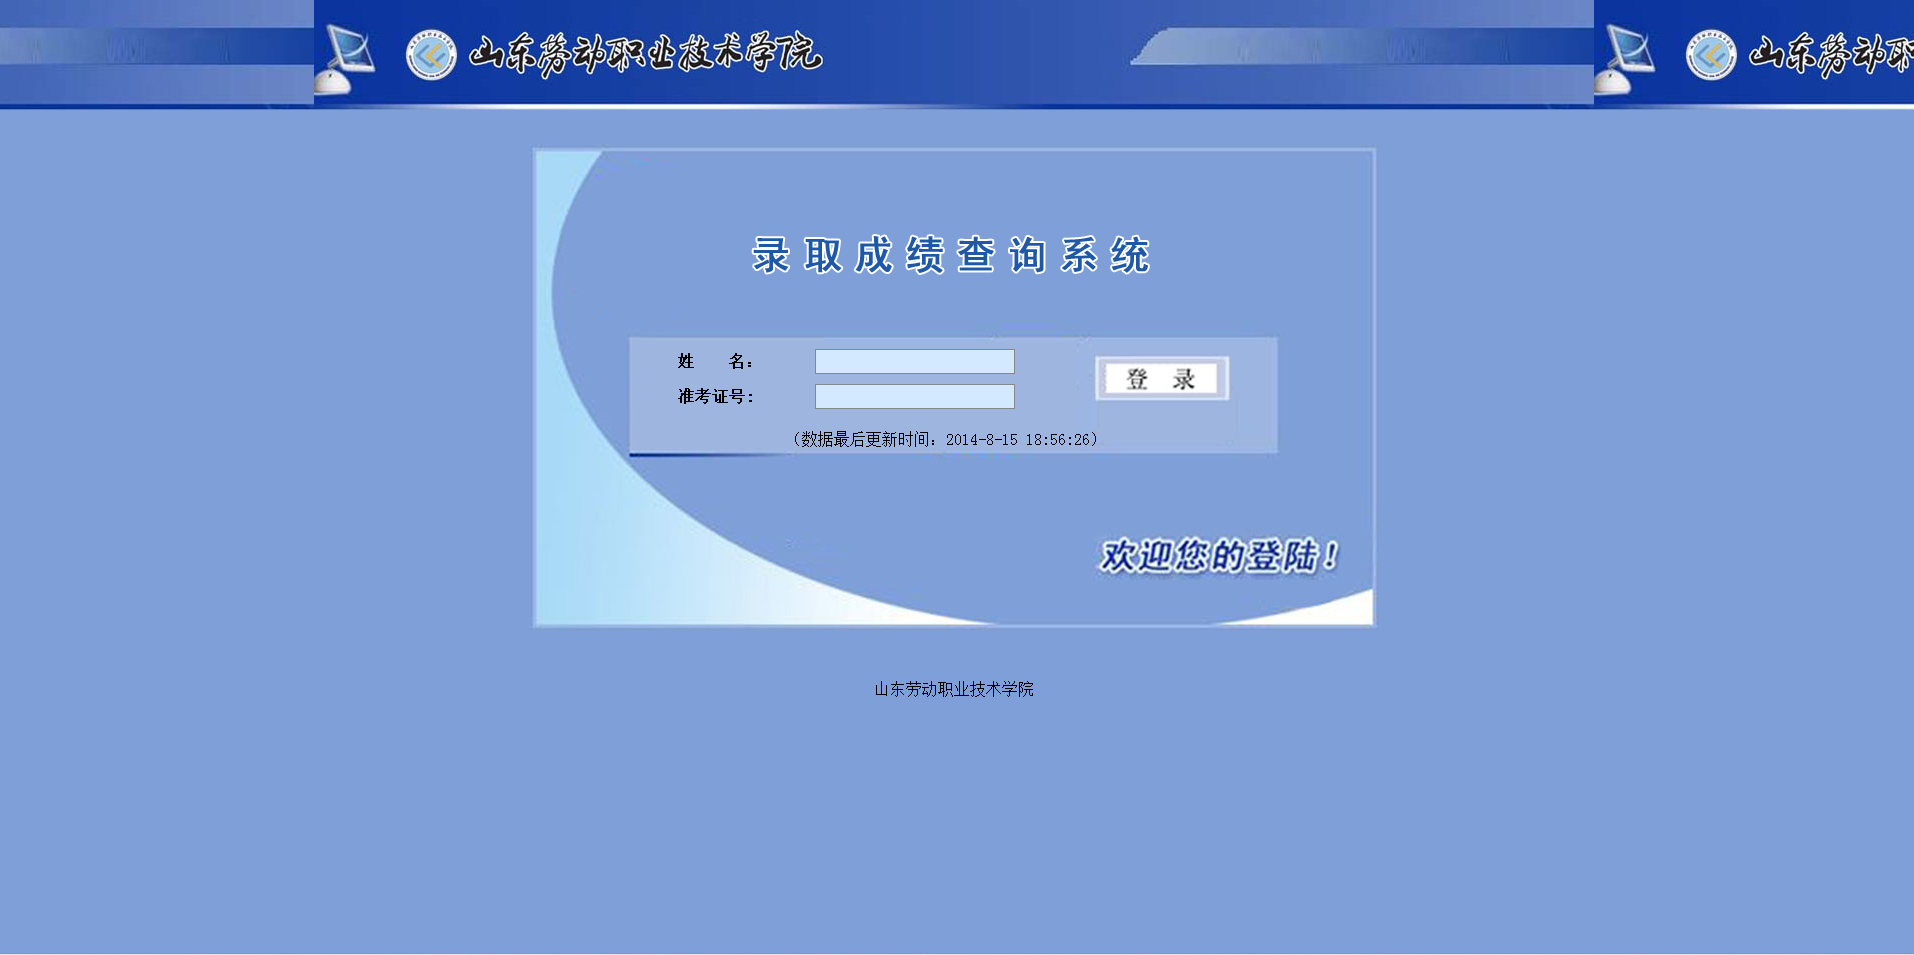 山东劳动职业技术学院 山东劳动职
录取成绩查询系统
姓 名：
登 录
准考证号：
（数据最后更新时间：2014-8-15 18:56:26）
欢迎您的登陆！
山东劳动职业技术学院